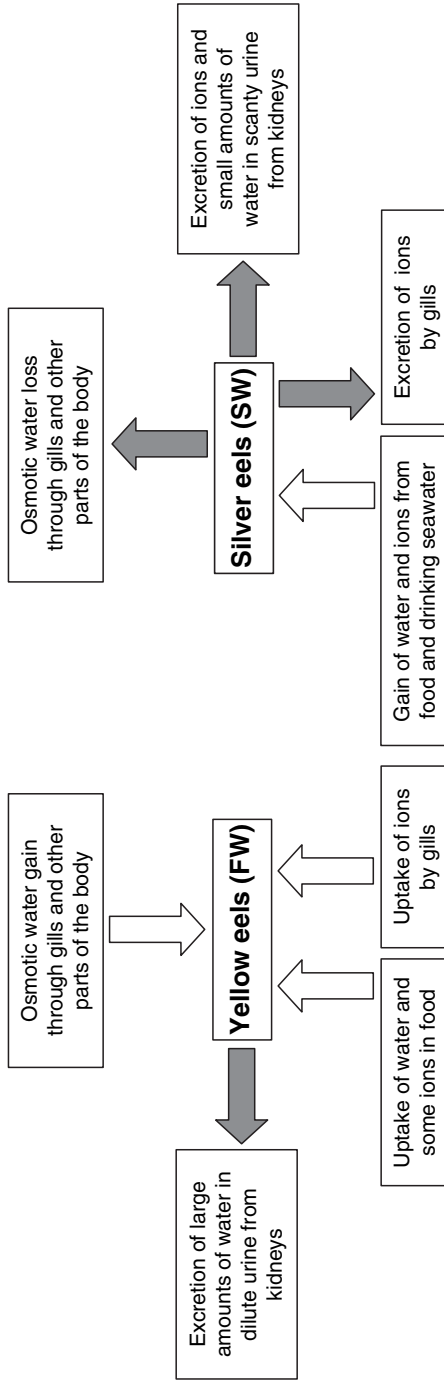 Osmotic water gain
through gills and other
parts of the body
Excretion of large
amounts of water in
dilute urine from
kidneys
Yellow eels (FW)
Uptake of water and
some ions in food
Uptake of ions
by gills
Osmotic water loss
through gills and other
parts of the body
Silver eels (SW)
Excretion of ions and
small amounts of
water in scanty urine
from kidneys
Gain of water and ions from
food and drinking seawater
Excretion of ions
by gills